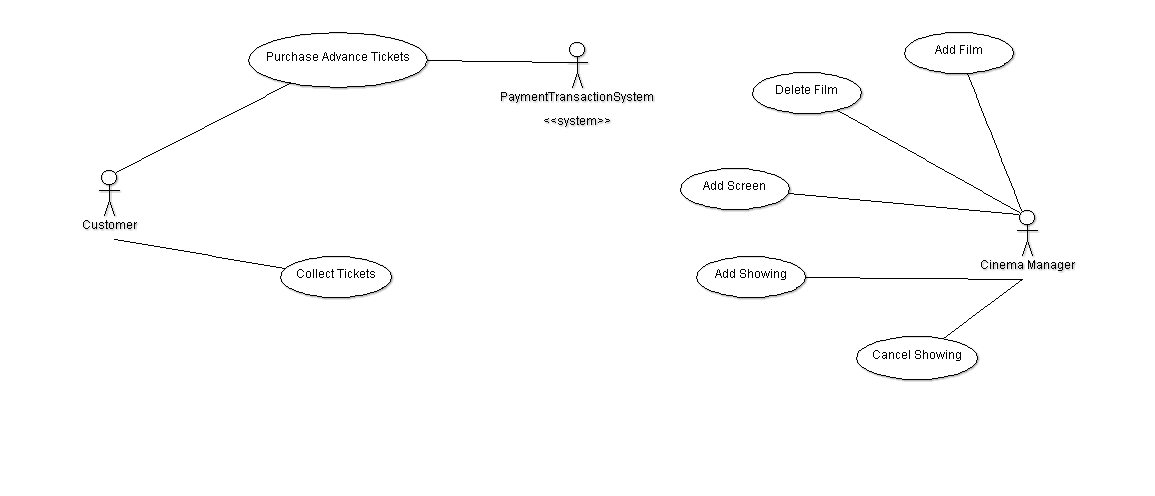 Purchase Advance Tickets
PaymentTransactionSystem
<<system>>
Customer
Collect Tickets
Add Film
Delete Film
Add Screen
Cinema Manager
Add Showing
Cancel Showing